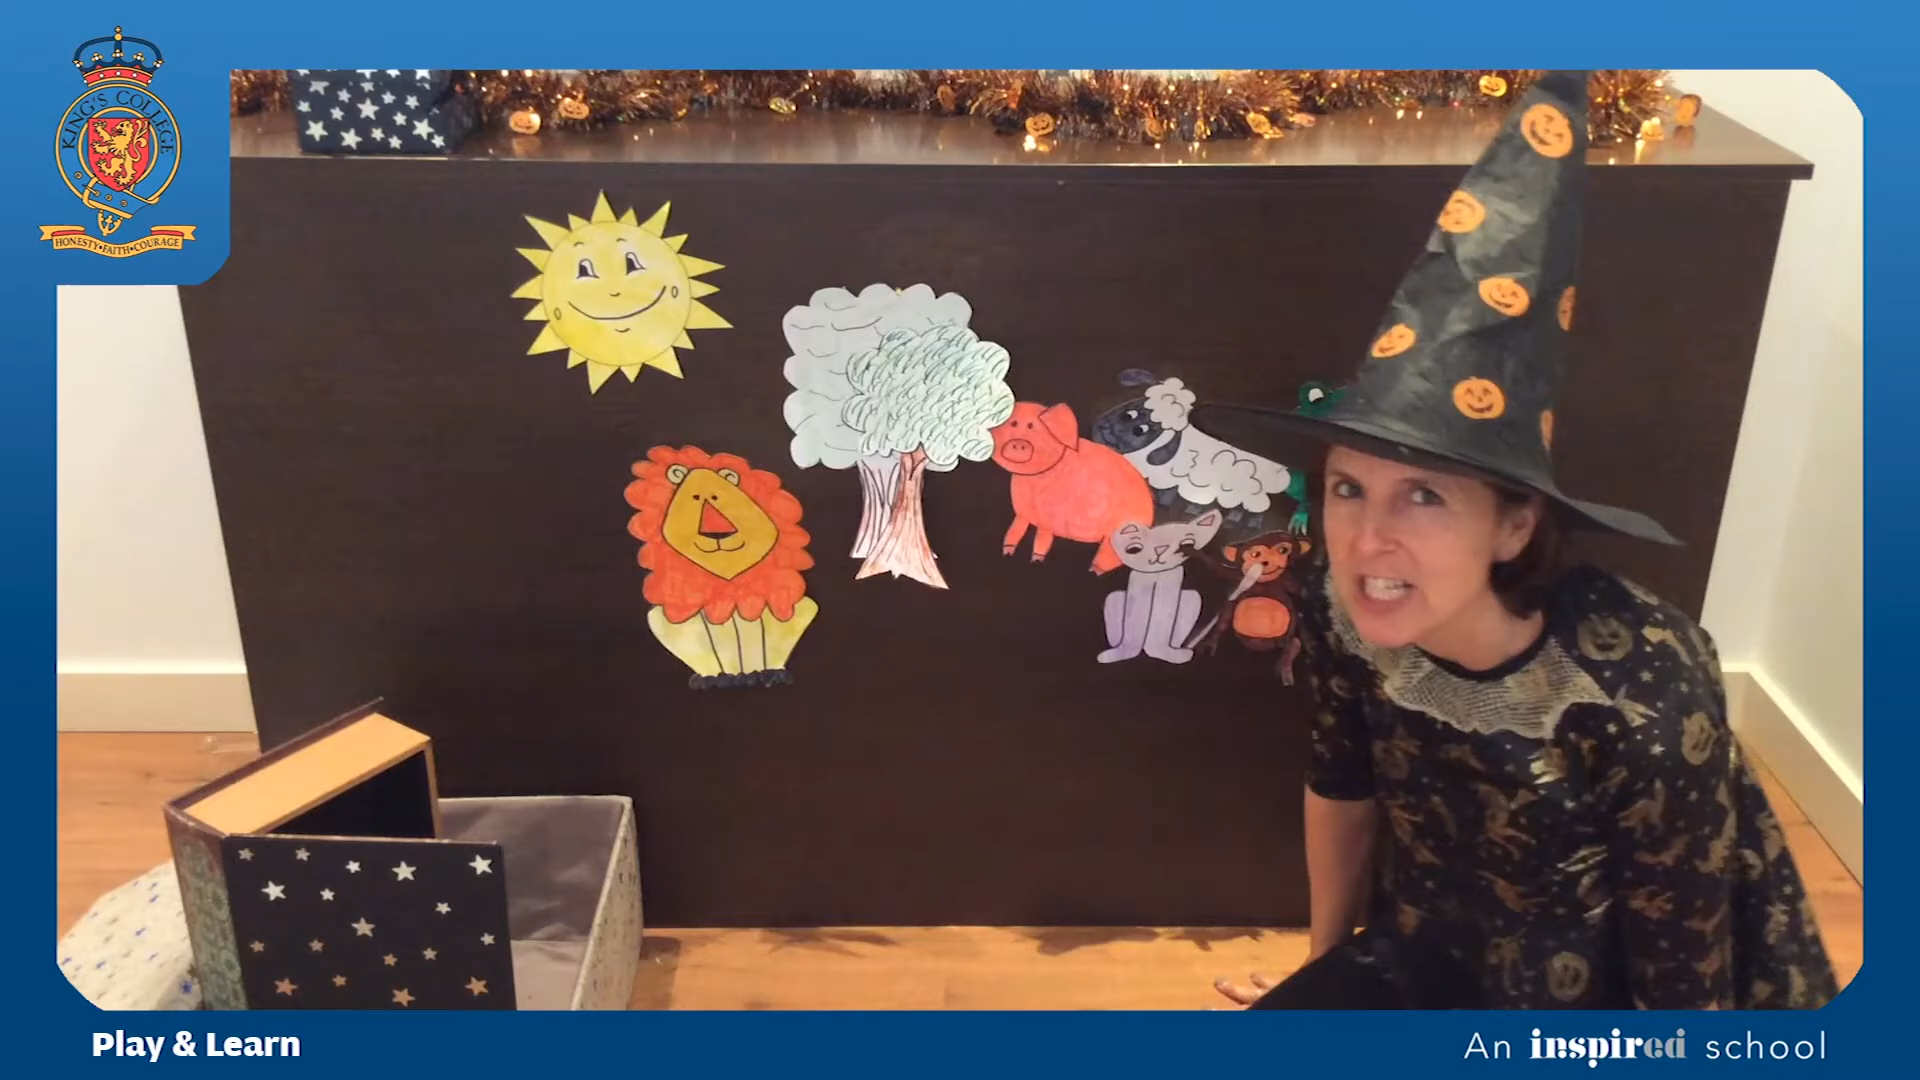 KING'S COLLEGE
HONESTY•FAITH•COURAGE
Play & Learn
An inspired school